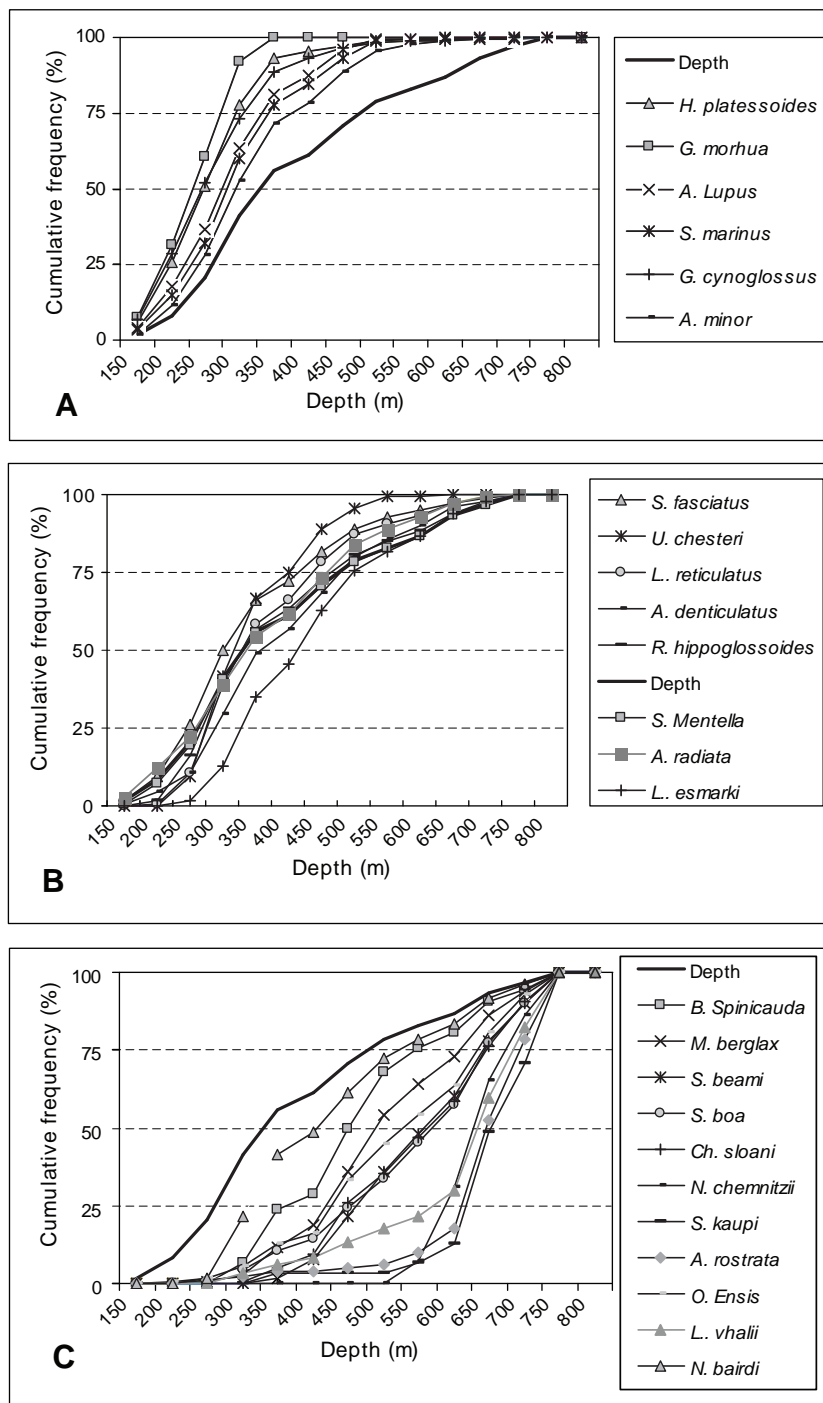 100
75
50
25
0
Cumulative frequency (%)
150 200 250 300 350 400 450 500 550 600 650 700 750 800
Depth (m)
A
Depth
H. platessoides
G. morhua
A. Lupus
S. marinus
G. cynoglossus
A. minor
100
75
50
25
0
Cumulative frequency (%)
150 200 250 300 350 400 450 500 550 600 650 700 750 800
Depth (m)
B
S. fasciatus
U. chesteri
L.. reticulatus
A. denticulatus
R. hippoglossoides
Depth
S. Mentella
A. radiata
L.. esmarki
100
75
50
25
0
Cumulative frequency (%)
150 200 250 300 350 400 450 500 550 600 650 700 750 800
Depth (m)
C
Depth
B. Spinicauda
M. berglax
S. beami
S. boa
Ch. sloani
N. chemnitzii
S. kaupi
A. rostrata
O. Ensis
L.. vhalii
N. bairdi